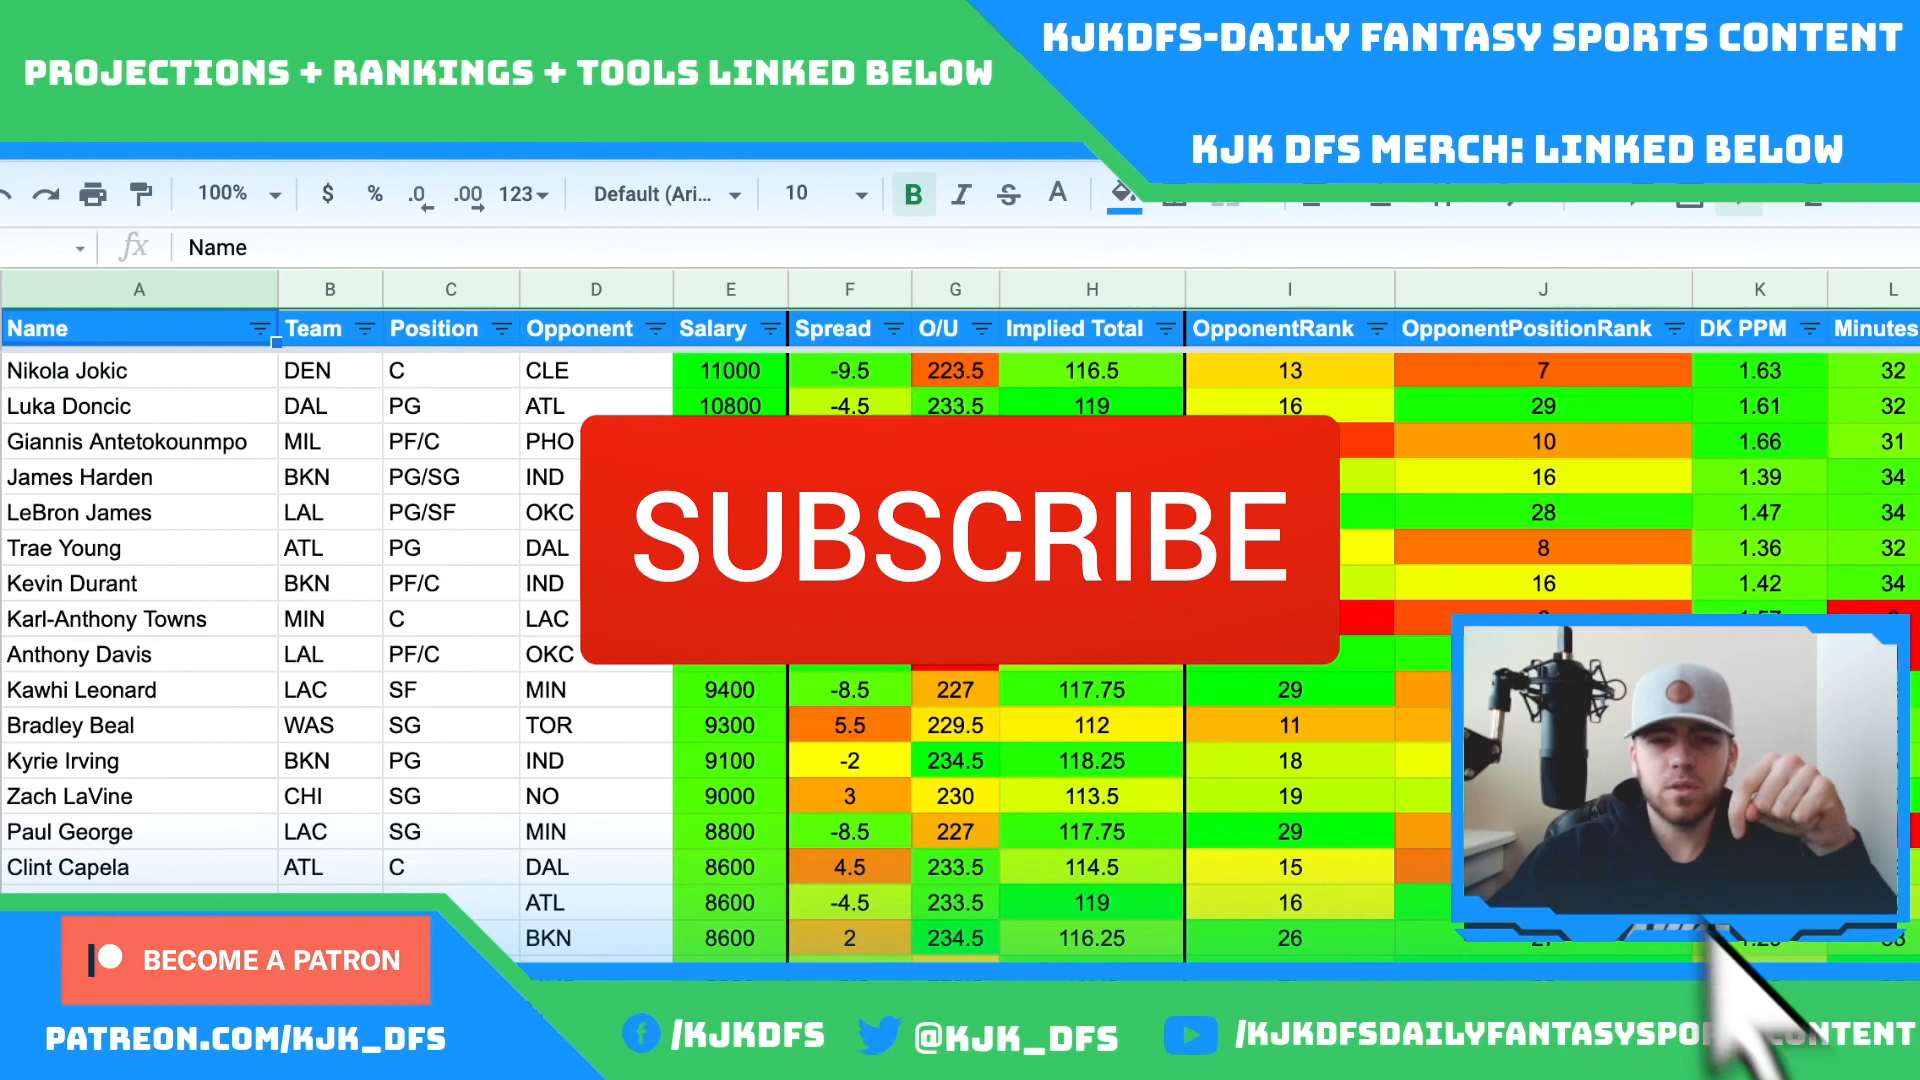 PROJECTIONS + RANKINGS + TOOLS LINKED BELOW
KJKDFS-DAILY FANTASY SPORTS CONTENT
KJK DFS MERCH: LINKED BELOW
100% $ % .0 .00 123 Default (Ari... 10 B I S A
fx Name
A B C D E F G H I J K L
Name Team Position Opponent Salary Spread O/U Implied Total OpponentRank OpponentPositionRank DK PPM Minutes
Nikola Jokic DEN C CLE 11000 -9.5 223.5 116.5 13 7 1.63 32
Luka Doncic DAL PG ATL 10800 -4.5 233.5 119 16 29 1.61 32
Giannis Antetokounmpo MIL PF/C PHO 10 1.66 31
James Harden BKN PG/SG IND 16 1.39 34
LeBron James LAL PG/SF OKC 28 1.47 34
Trae Young ATL PG DAL 8 1.36 32
Kevin Durant BKN PF/C IND 16 1.42 34
Karl-Anthony Towns MIN C LAC
Anthony Davis LAL PF/C OKC
Kawhi Leonard LAC SF MIN 9400 -8.5 227 117.75 29
Bradley Beal WAS SG TOR 9300 5.5 229.5 112 11
Kyrie Irving BKN PG IND 9100 -2 234.5 118.25 18
Zach LaVine CHI SG NO 9000 3 230 113.5 19
Paul George LAC SG MIN 8800 -8.5 227 117.75 29
Clint Capela ATL C DAL 8600 4.5 233.5 114.5 15
ATL 8600 -4.5 233.5 119 16
BKN 8600 2 234.5 116.25 26
SUBSCRIBE
BECOME A PATRON
PATREON.COM/KJK_DFS
/KJKDFS
@KJK_DFS
/KJKDFSDAILYFANTASYSPORTSCONTENT